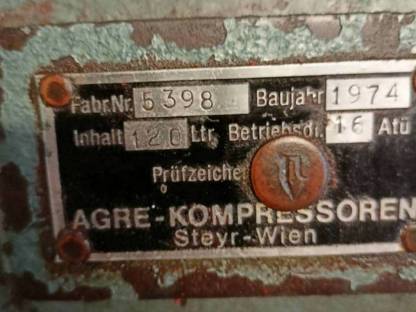 Fabr.Nr. 5398 Baujahr 1974
Inhalt 120 Ltr. Betriebsdr. 16 Atü
Prüfzeichen
AGRE-KOMPRESSOREN
Steyr-Wien